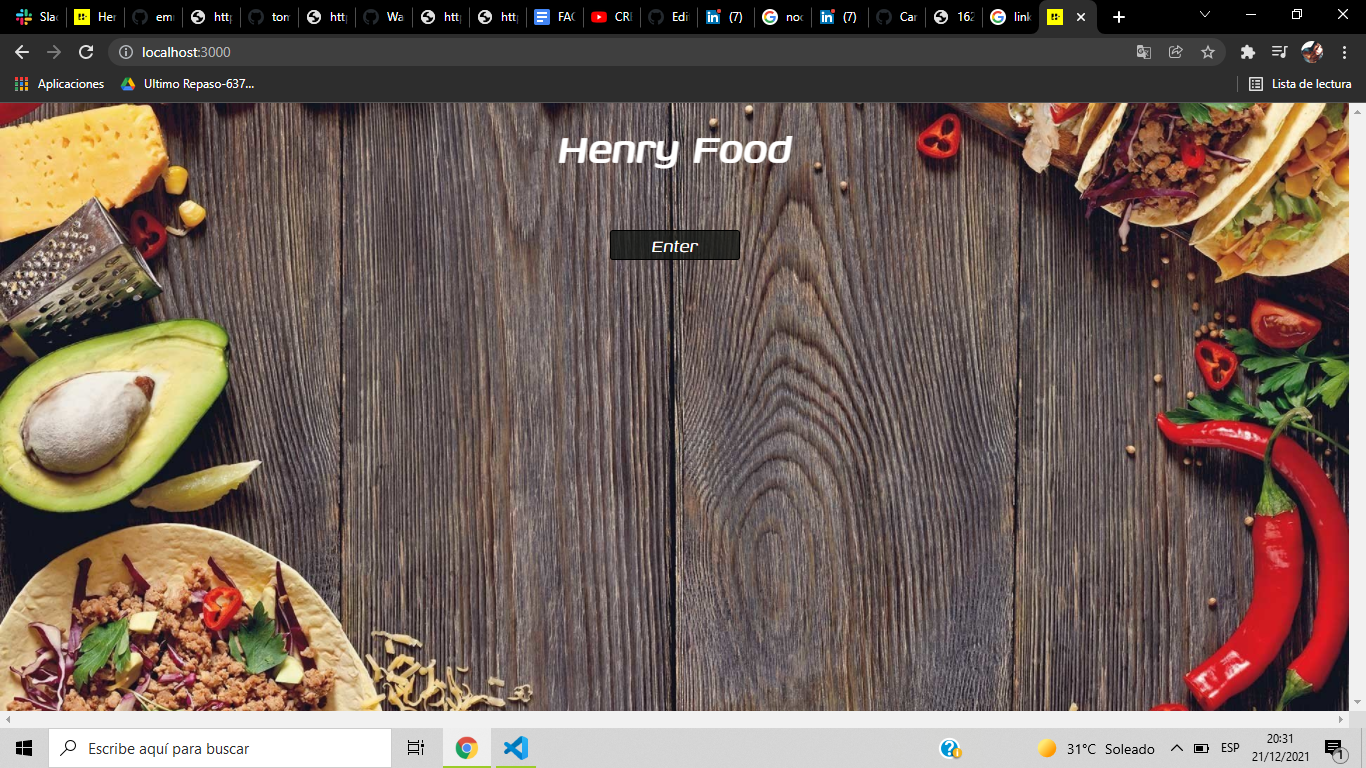 Slac
Her
em
http
tom
http
Wa
http
http
FAC
CRE
Edi
(7)
noc
(7)
Car
162
link
localhost:3000
Aplicaciones
Ultimo Repaso-637...
Lista de lectura
Henry Food
Enter
Escribe aquí para buscar
31°C Soleado
ESP
20:31
21/12/2021
1